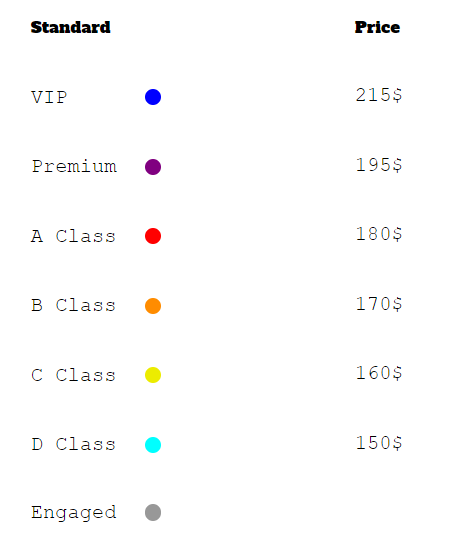 Standard Price
VIP 215$
Premium 195$
A Class 180$
B Class 170$
C Class 160$
D Class 150$
Engaged